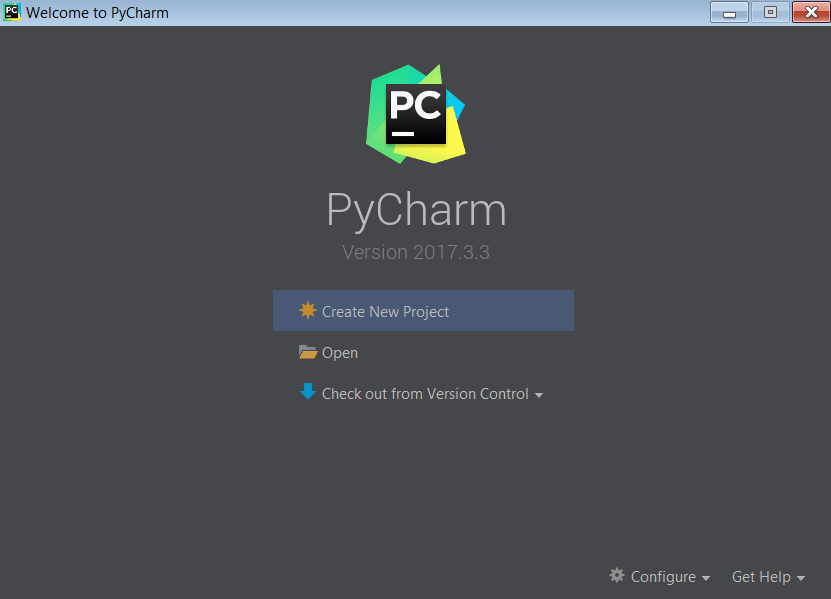 PC Welcome to PyCharm
PC
PyCharm
Version 2017.3.3
Create New Project
Open
Check out from Version Control
Configure Get Help